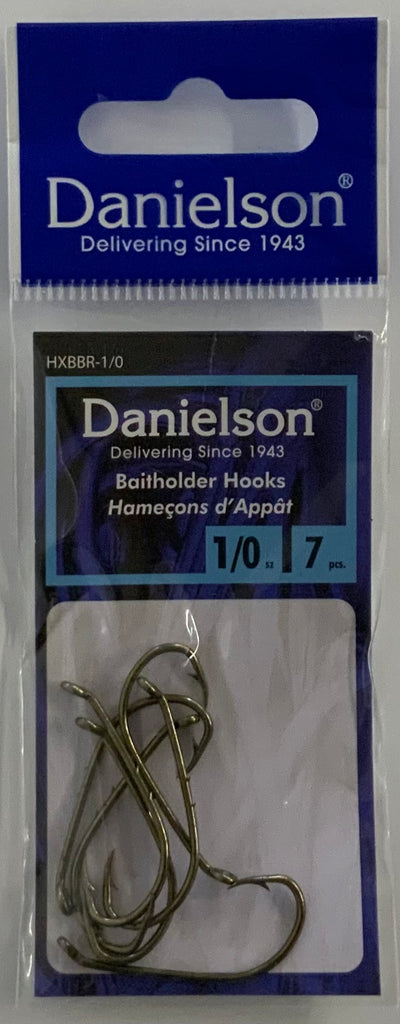 Danielson®
Delivering Since 1943
HXBBR-1/0
Danielson®
Delivering Since 1943
Baitholder Hooks
Hameçons d'Appât
1/0 sz 7 pcs.